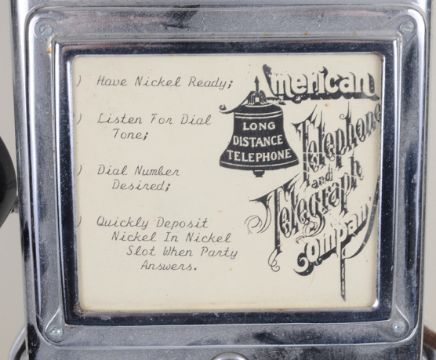 ) Have Nickel Ready;
) Listen For Dial
Tone;
) Dial Number
Desired;
) Quickly Deposit
Nickel In Nickel
Slot When Party
Answers.
American
Telephone
and
Telegraph
Company
LONG
DISTANCE
TELEPHONE